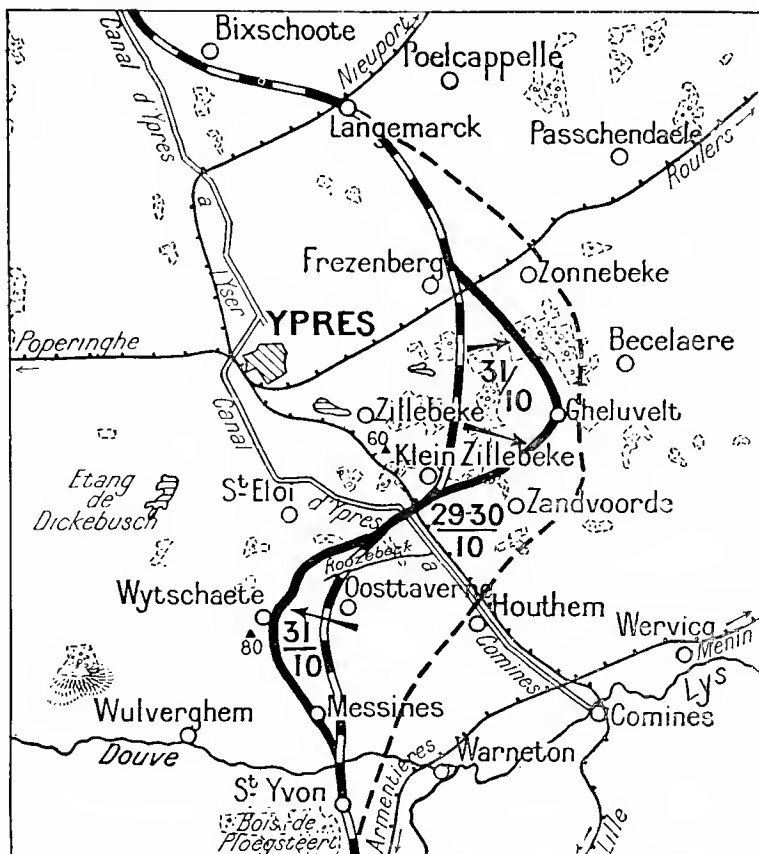 Bixschoote
Canal
d'Ypres
Nieuport
Poelcappelle
Langemarck
Passchendaele
Roulers
a
l'Yser
Frezenberg
Zonnebeke
YPRES
Poperinghe
Becelaere
31/10
Zillebeke
Gheluvelt
60
Klein Zillebeke
Canal
d'Ypres
Etang
de
Dickebusch
St Eloi
Zandvoorde
29-30
10
Roozebeck
a
Wytschaete
Oosttaverne
Houthem
80
31
10
Comines
Wervicq
Menin
Lys
Messines
Comines
Wulverghem
Douve
Warneton
Armentières
St Yvon
Bois de
Ploegsteert
Lille